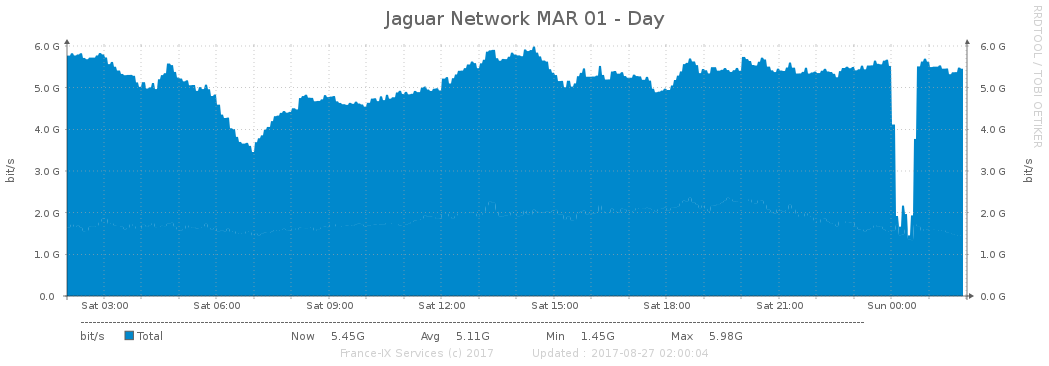 Jaguar Network MAR 01 - Day
RRDTOOL / TOBI OETIKER
bit/s
6.0 G
5.0 G
4.0 G
3.0 G
2.0 G
1.0 G
0.0
6.0 G
5.0 G
4.0 G
3.0 G
2.0 G
1.0 G
0.0 G
bit/s
Sat 03:00 Sat 06:00 Sat 09:00 Sat 12:00 Sat 15:00 Sat 18:00 Sat 21:00 Sun 00:00
bit/s Total Now 5.45G Avg 5.11G Min 1.45G Max 5.98G
France-IX Services (c) 2017 Updated : 2017-08-27 02:00:04